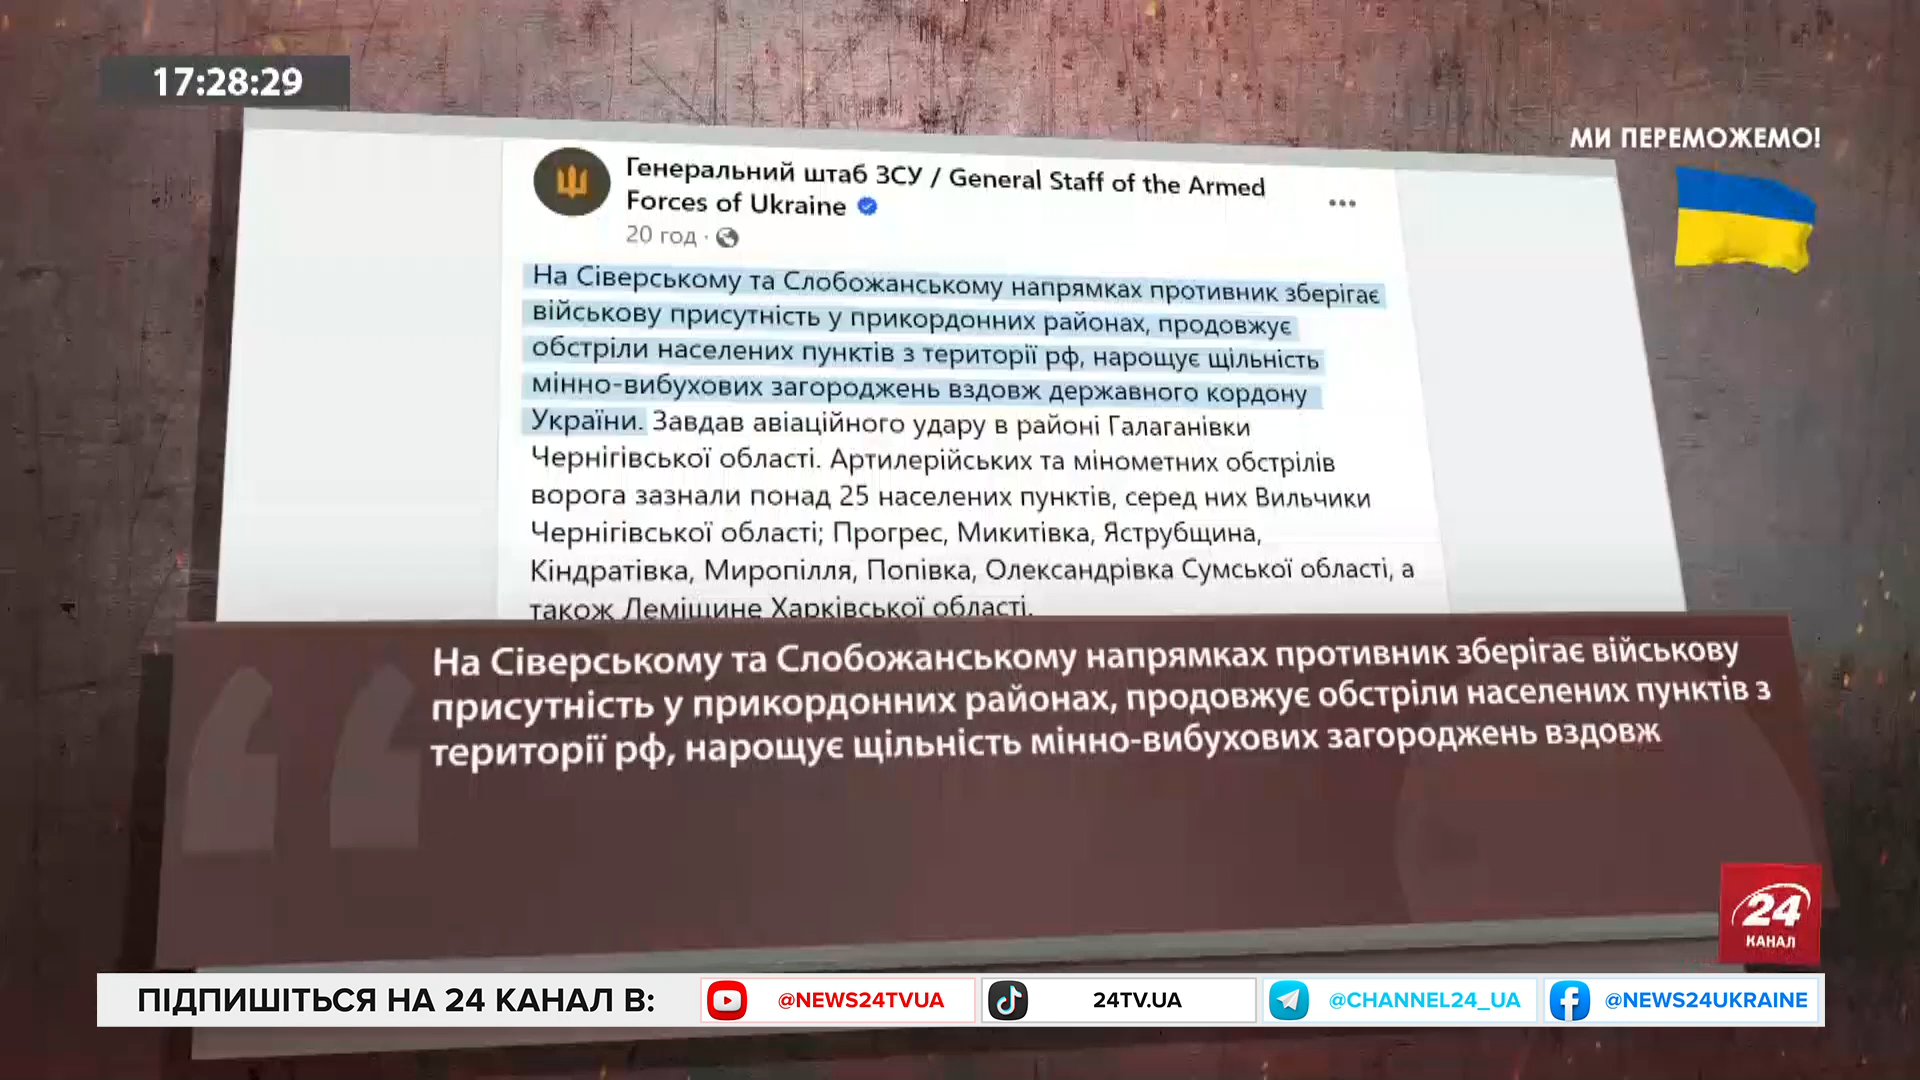 17:28:29
МИ ПЕРЕМОЖЕМО!
Генеральний штаб ЗСУ / General Staff of the Armed
Forces of Ukraine
20 год ·
На Сіверському та Слобожанському напрямках противник зберігає
військову присутність у прикордонних районах, продовжує
обстріли населених пунктів з території рф, нарощує щільність
мінно-вибухових загороджень вздовж державного кордону
України. Завдав авіаційного удару в районі Галаганівки
Чернігівської області. Артилерійських та мінометних обстрілів
ворога зазнали понад 25 населених пунктів, серед них Вильчики
Чернігівської області; Прогрес, Микитівка, Яструбщина,
Кіндратівка, Миропілля, Попівка, Олександрівка Сумської області, а
також Леміщине Харківської області.
На Сіверському та Слобожанському напрямках противник зберігає військову
присутність у прикордонних районах, продовжує обстріли населених пунктів з
території рф, нарощує щільність мінно-вибухових загороджень вздовж
24
КАНАЛ
ПІДПИШІТЬСЯ НА 24 КАНАЛ В:
@NEWS24TVUA
24TV.UA
@CHANNEL24_UA
@NEWS24UKRAINE